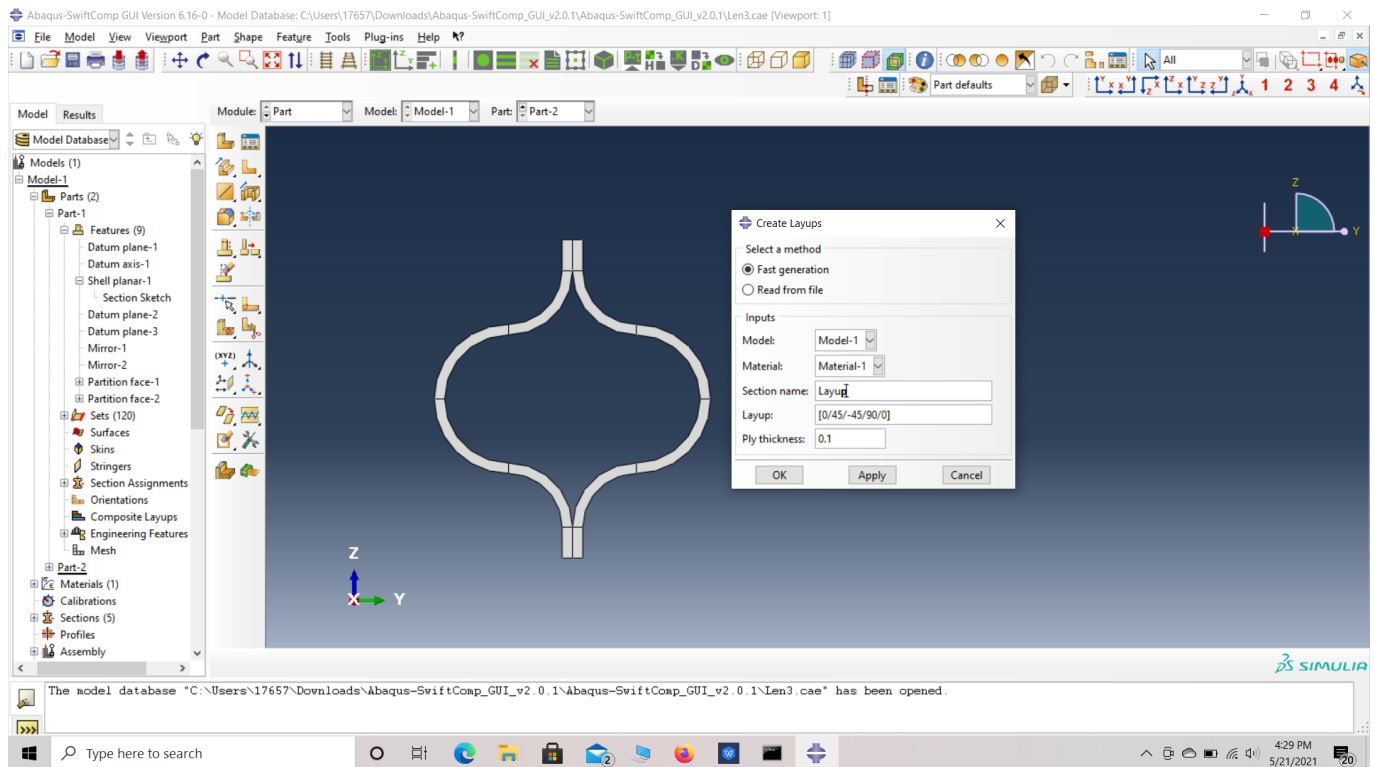 Abaqus-SwiftComp GUI Version 6.16-0 - Model Database: C:\Users\17657\Downloads\Abaqus-SwiftComp_GUI_v2.0.1\Abaqus-SwiftComp_GUI_v2.0.1\Len3.cae [Viewport: 1]
File Model View Viewport Part Shape Feature Tools Plug-ins Help
All
Part defaults
1 2 3 4
Model Results
Module: Part Model: Model-1 Part: Part-2
Model Database
Models (1)
Model-1
Parts (2)
Part-1
Features (9)
Datum plane-1
Datum axis-1
Shell planar-1
Section Sketch
Datum plane-2
Datum plane-3
Mirror-1
Mirror-2
Partition face-1
Partition face-2
Sets (120)
Surfaces
Skins
Stringers
Section Assignments
Orientations
Composite Layups
Engineering Features
Mesh
Part-2
Materials (1)
Calibrations
Sections (5)
Profiles
Assembly
(XYZ)
Z
X
Y
Create Layups
Select a method
Fast generation
Read from file
Inputs
Model: Model-1
Material: Material-1
Section name: Layup
Layup: [0/45/-45/90/0]
Ply thickness: 0.1
OK Apply Cancel
Z
X Y
SIMULIA
The model database "C:\Users\17657\Downloads\Abaqus-SwiftComp_GUI_v2.0.1\Abaqus-SwiftComp_GUI_v2.0.1\Len3.cae" has been opened.
>>>
Type here to search
2
4:29 PM
5/21/2021
20